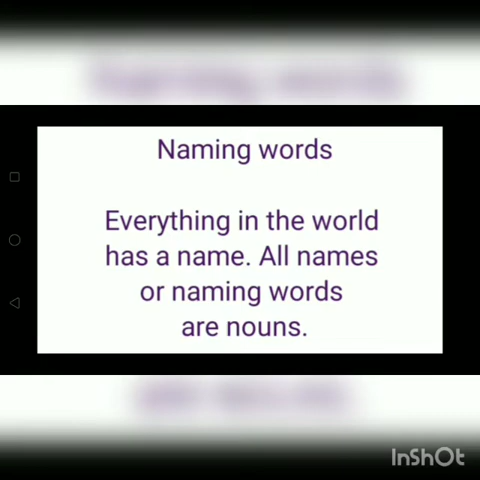 Naming words
Everything in the world
has a name. All names
or naming words
are nouns.
InShOt